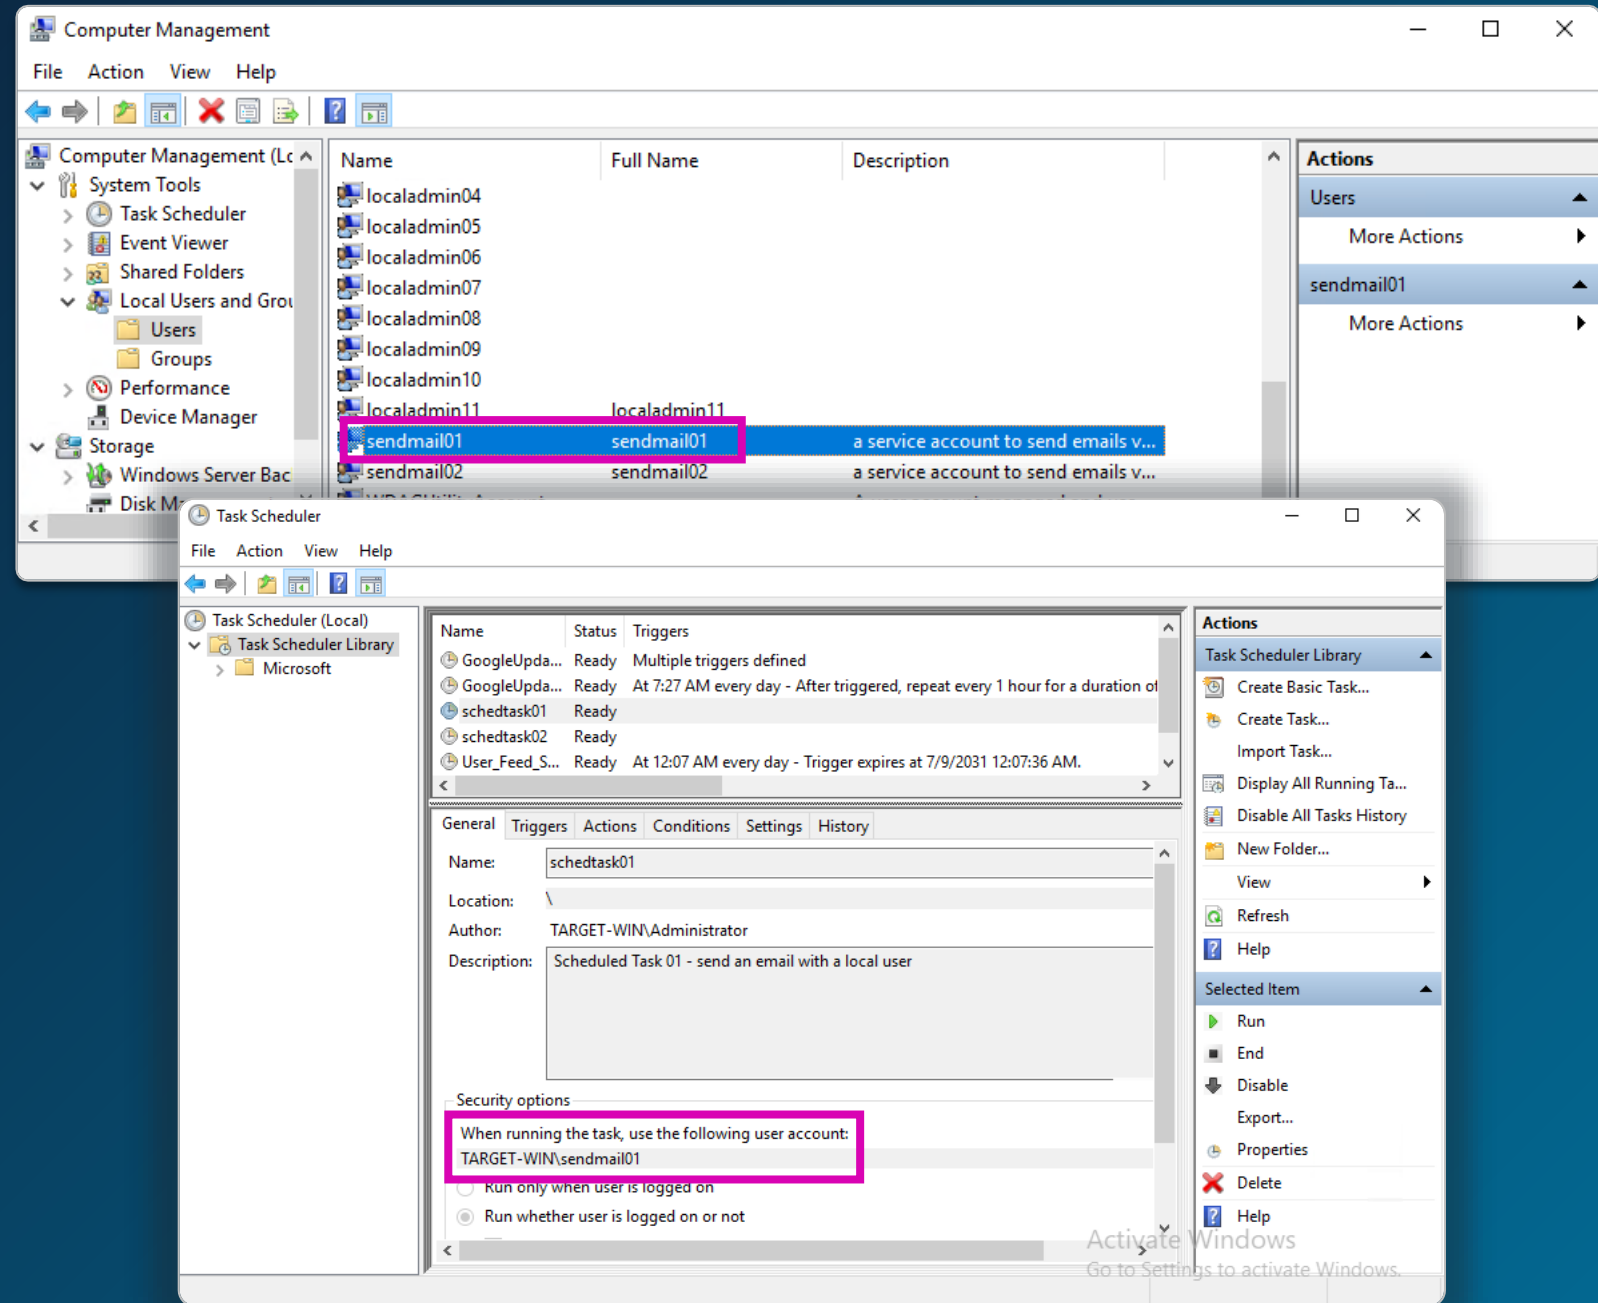 Computer Management
File Action View Help
Computer Management (Lc
System Tools
Task Scheduler
Event Viewer
Shared Folders
Local Users and Grou
Users
Groups
Performance
Device Manager
Storage
Windows Server Bac
Disk M
Name Full Name Description
localadmin04
localadmin05
localadmin06
localadmin07
localadmin08
localadmin09
localadmin10
localadmin11 localadmin11
sendmail01 sendmail01 a service account to send emails v...
sendmail02 sendmail02 a service account to send emails v...
Actions
Users
More Actions
sendmail01
More Actions
Task Scheduler
File Action View Help
Task Scheduler (Local)
Task Scheduler Library
Microsoft
Name Status Triggers
GoogleUpda... Ready Multiple triggers defined
GoogleUpda... Ready At 7:27 AM every day - After triggered, repeat every 1 hour for a duration of
schedtask01 Ready
schedtask02 Ready
User_Feed_S... Ready At 12:07 AM every day - Trigger expires at 7/9/2031 12:07:36 AM.
General Triggers Actions Conditions Settings History
Name: schedtask01
Location: \
Author: TARGET-WIN\Administrator
Description: Scheduled Task 01 - send an email with a local user
Security options
When running the task, use the following user account:
TARGET-WIN\sendmail01
Run only when user is logged on
Run whether user is logged on or not
Actions
Task Scheduler Library
Create Basic Task...
Create Task...
Import Task...
Display All Running Ta...
Disable All Tasks History
New Folder...
View
Refresh
Help
Selected Item
Run
End
Disable
Export...
Properties
Delete
Help
Activate Windows
Go to Settings to activate Windows.